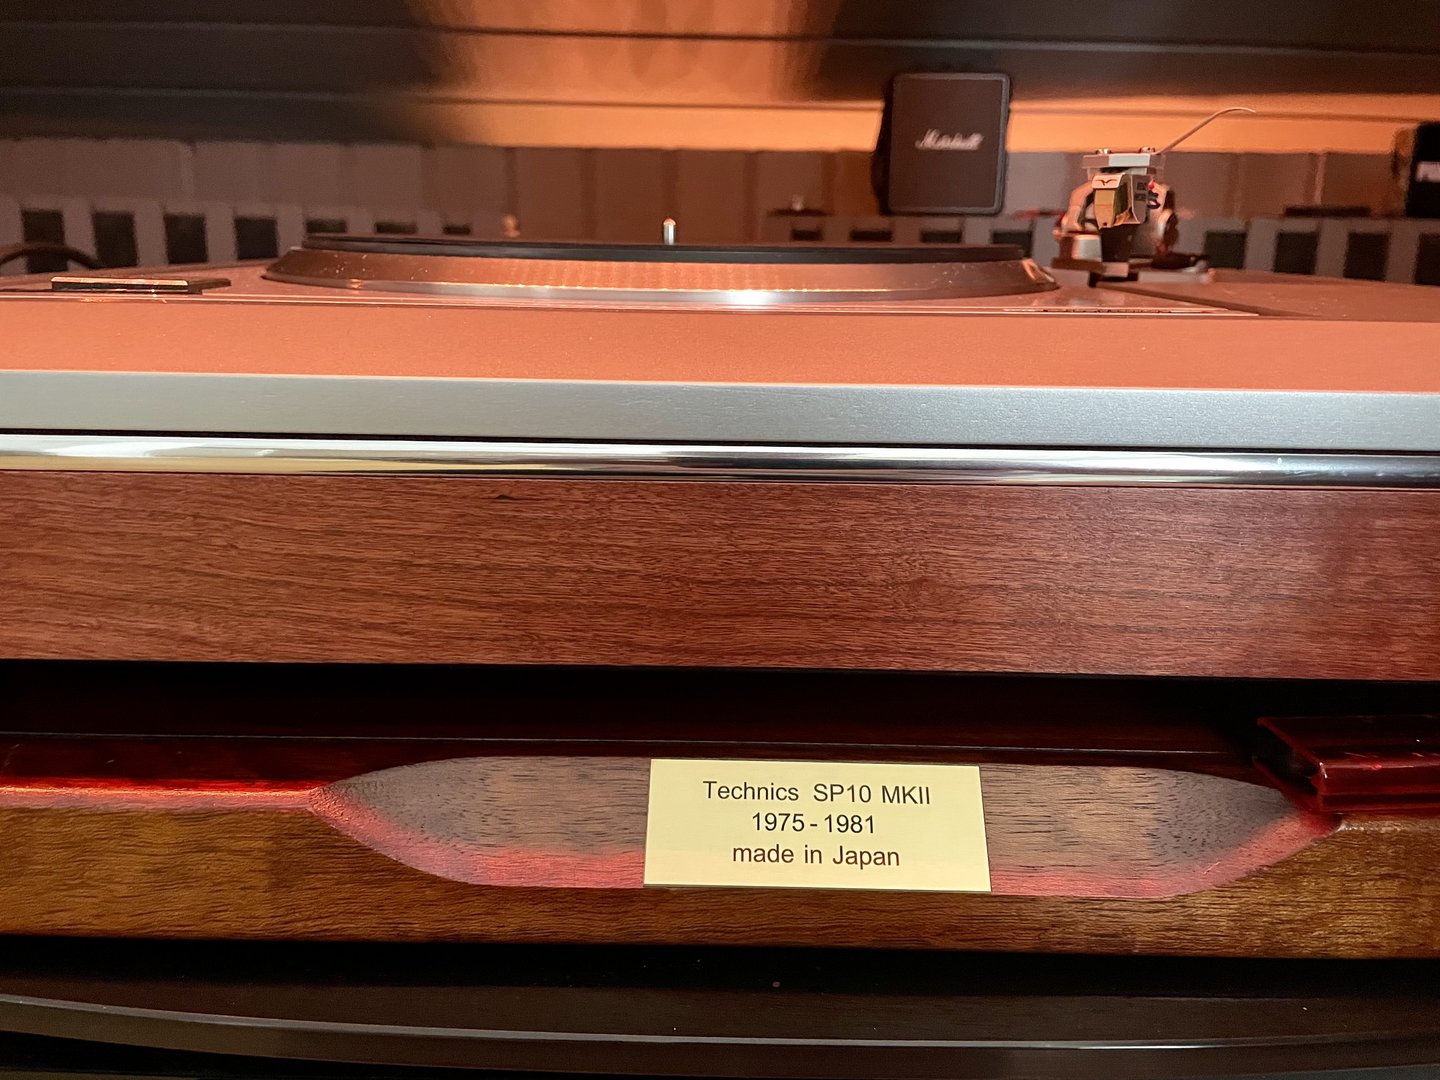 Marshall
Technics SP10 MKII
1975 - 1981
made in Japan